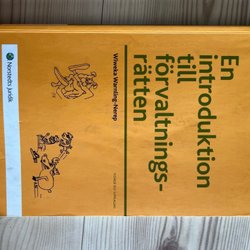 En
introduktion
till
förvaltnings-
rätten
Wiweka Warnling-Nerep
Norstedts Juridik